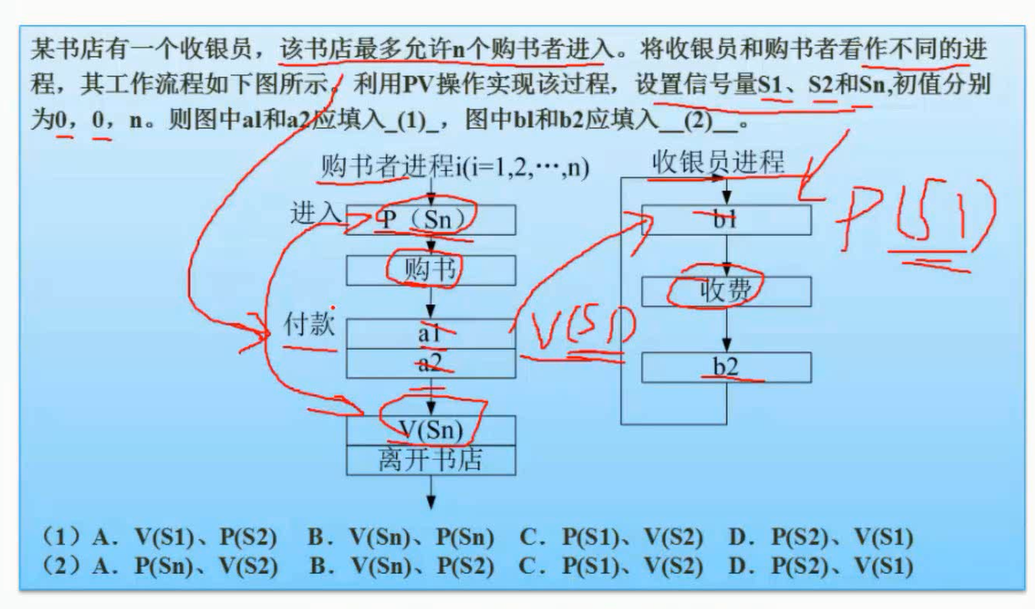 某书店有一个收银员，该书店最多允许n个购书者进入。将收银员和购书者看作不同的进
程，其工作流程如下图所示。利用PV操作实现该过程，设置信号量S1、S2和Sn,初值分别
为0，0，n。则图中a1和a2应填入_(1)_，图中b1和b2应填入__(2)__。
购书者进程i(i=1,2,…,n)
收银员进程
进入
P（Sn）
b1
P(S1)
购书
收费
付款
a1
V(S1)
a2
b2
V(Sn)
离开书店
（1）A．V(S1)、P(S2) B．V(Sn)、P(Sn) C．P(S1)、V(S2) D．P(S2)、V(S1)
（2）A．P(Sn)、V(S2) B．V(Sn)、P(S2) C．P(S1)、V(S2) D．P(S2)、V(S1)